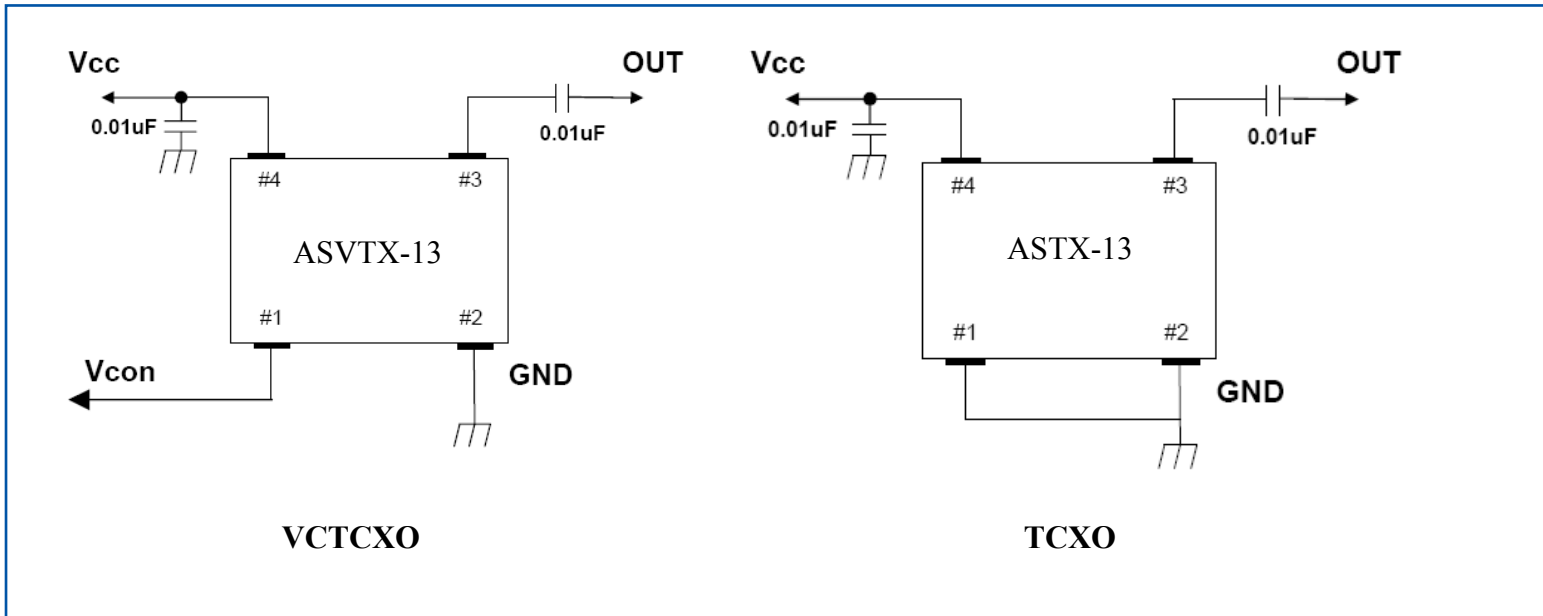 Vcc
OUT
0.01uF
0.01uF
#4
#3
ASVTX-13
#1
#2
Vcon
GND
VCTCXO
Vcc
OUT
0.01uF
0.01uF
#4
#3
ASTX-13
#1
#2
GND
TCXO